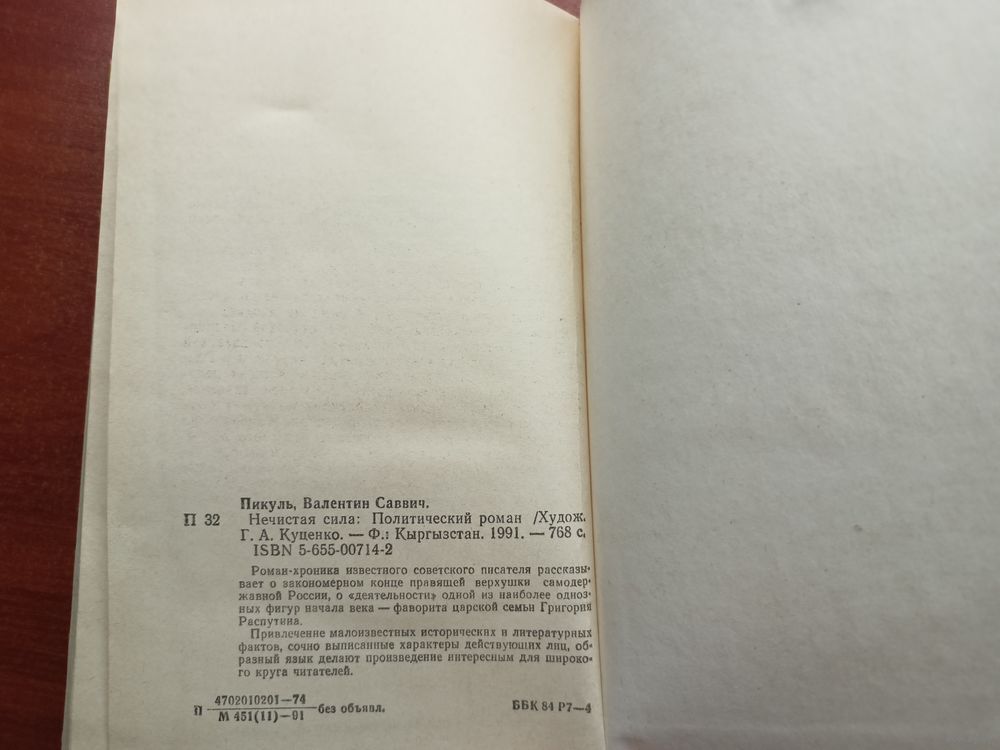 Пикуль, Валентин Саввич.
П 32 Нечистая сила: Политический роман /Худож.
Г. А. Куценко. — Ф.: Кыргызстан. 1991. — 768 с.
ISBN 5-655-00714-2
Роман-хроника известного советского писателя рассказы-
вает о закономерном конце правящей верхушки самодер-
жавной России, о «деятельности» одной из наиболее одноз-
ных фигур начала века — фаворита царской семьи Григория
Распутина.
Привлечение малоизвестных исторических и литературных
фактов, сочно выписанные характеры действующих лиц, об-
разный язык делают произведение интересным для широко-
го круга читателей.
П 4702010201—74
М 451(11)—91 без объявл.
ББК 84 Р7—4